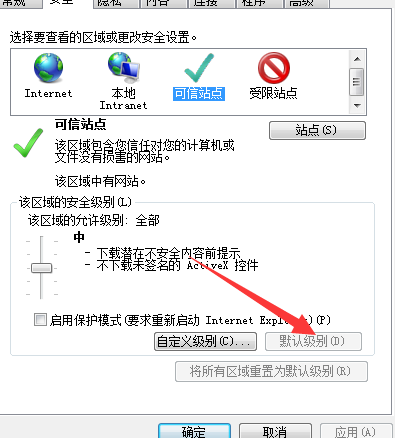 常规 安全 隐私 内容 连接 程序 高级
选择要查看的区域或更改安全设置。
Internet 本地 Intranet 可信站点 受限站点
可信站点
站点(S)
该区域包含您信任对您的计算机或
文件没有损害的网站。
该区域中有网站。
该区域的安全级别(L)
该区域的允许级别: 全部
中
- 下载潜在不安全内容前提示
- 不下载未签名的 ActiveX 控件
启用保护模式(要求重新启动 Internet Explorer)(P)
自定义级别(C)... 默认级别(D)
将所有区域重置为默认级别(R)
确定 取消 应用(A)